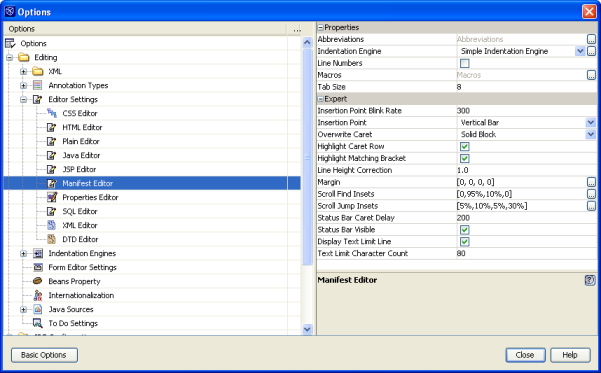 Options
Options ...
Options
Editing
XML
Annotation Types
Editor Settings
CSS Editor
HTML Editor
Plain Editor
Java Editor
JSP Editor
Manifest Editor
Properties Editor
SQL Editor
XML Editor
DTD Editor
Indentation Engines
Form Editor Settings
Beans Property
Internationalization
Java Sources
To Do Settings
Properties
Abbreviations Abbreviations ...
Indentation Engine Simple Indentation Engine ...
Line Numbers
Macros Macros ...
Tab Size 8
Expert
Insertion Point Blink Rate 300
Insertion Point Vertical Bar
Overwrite Caret Solid Block
Highlight Caret Row
Highlight Matching Bracket
Line Height Correction 1.0
Margin [0, 0, 0, 0] ...
Scroll Find Insets [0,95%,10%,0] ...
Scroll Jump Insets [5%,10%,5%,30%] ...
Status Bar Caret Delay 200
Status Bar Visible
Display Text Limit Line
Text Limit Character Count 80
Manifest Editor ?
Basic Options Close Help